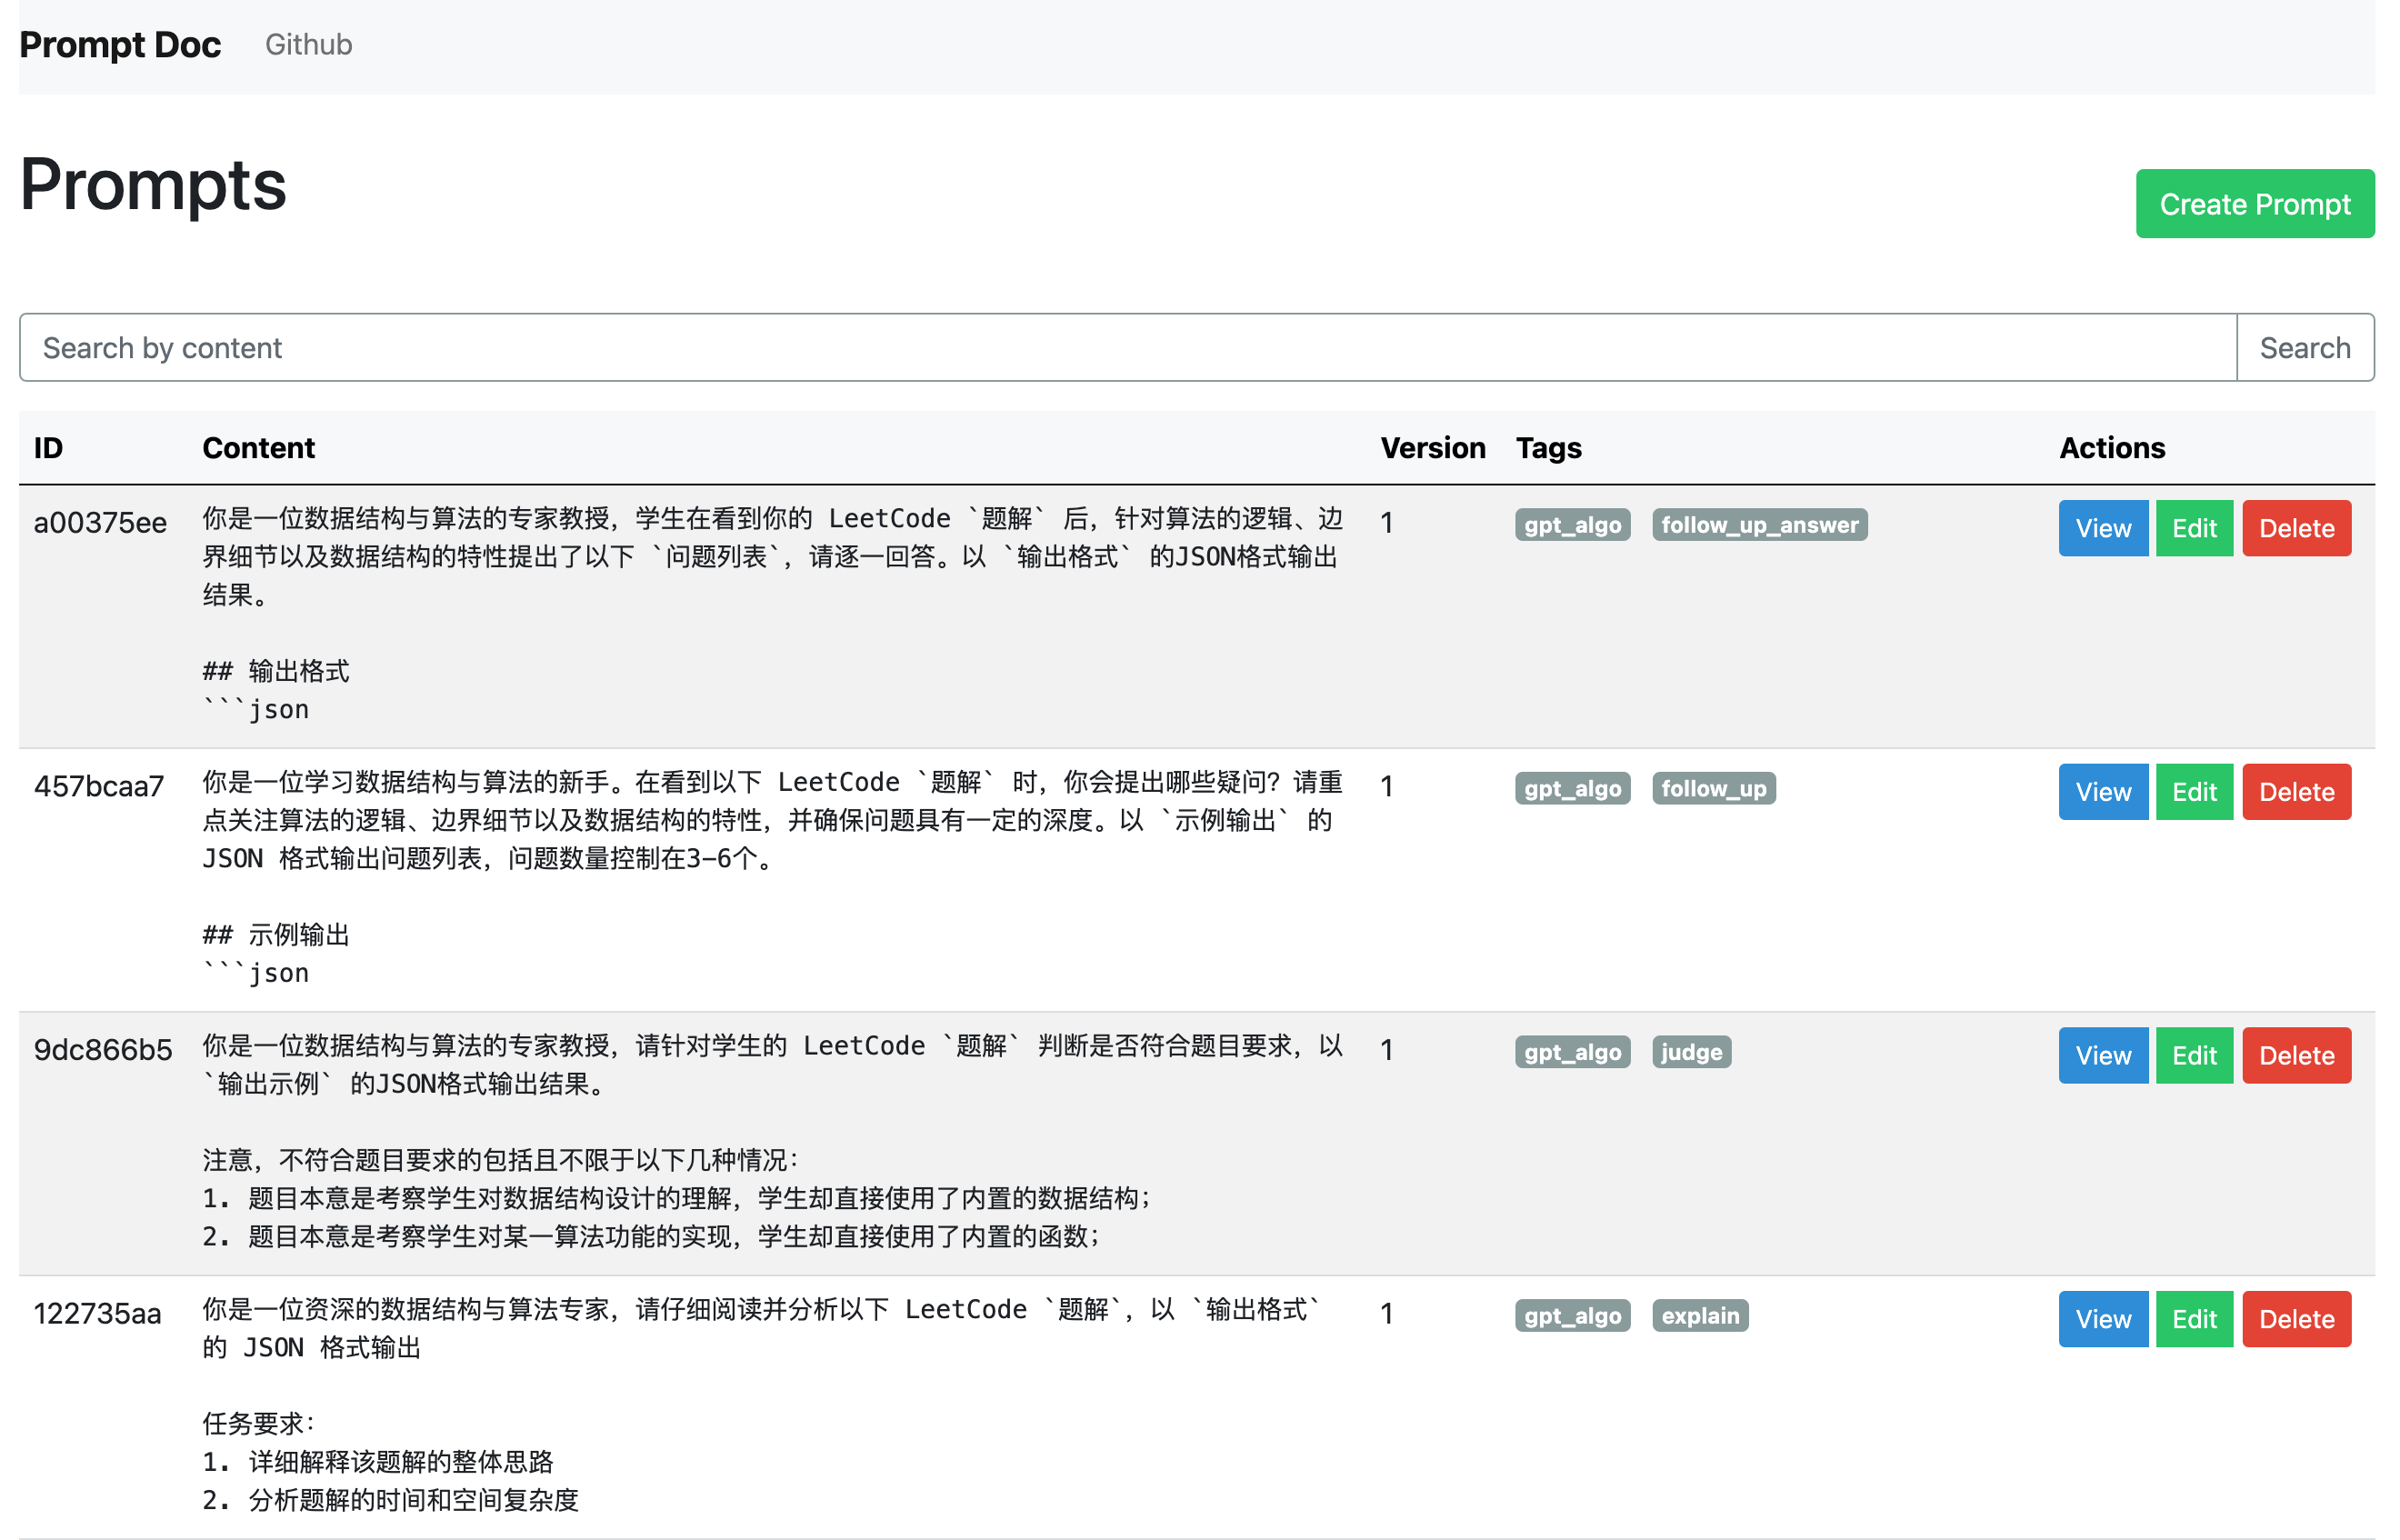 Prompt Doc Github
Prompts
Create Prompt
Search by content Search
ID Content Version Tags Actions
a00375ee 你是一位数据结构与算法的专家教授，学生在看到你的 LeetCode `题解` 后，针对算法的逻辑、边 1 gpt_algo follow_up_answer View Edit Delete
界细节以及数据结构的特性提出了以下 `问题列表`，请逐一回答。以 `输出格式` 的JSON格式输出
结果。
## 输出格式
```json
457bcaa7 你是一位学习数据结构与算法的新手。在看到以下 LeetCode `题解` 时，你会提出哪些疑问？请重 1 gpt_algo follow_up View Edit Delete
点关注算法的逻辑、边界细节以及数据结构的特性，并确保问题具有一定的深度。以 `示例输出` 的
JSON 格式输出问题列表，问题数量控制在3-6个。
## 示例输出
```json
9dc866b5 你是一位数据结构与算法的专家教授，请针对学生的 LeetCode `题解` 判断是否符合题目要求，以 1 gpt_algo judge View Edit Delete
`输出示例` 的JSON格式输出结果。
注意，不符合题目要求的包括且不限于以下几种情况：
1. 题目本意是考察学生对数据结构设计的理解，学生却直接使用了内置的数据结构；
2. 题目本意是考察学生对某一算法功能的实现，学生却直接使用了内置的函数；
122735aa 你是一位资深的数据结构与算法专家，请仔细阅读并分析以下 LeetCode `题解`，以 `输出格式` 1 gpt_algo explain View Edit Delete
的 JSON 格式输出
任务要求：
1. 详细解释该题解的整体思路
2. 分析题解的时间和空间复杂度